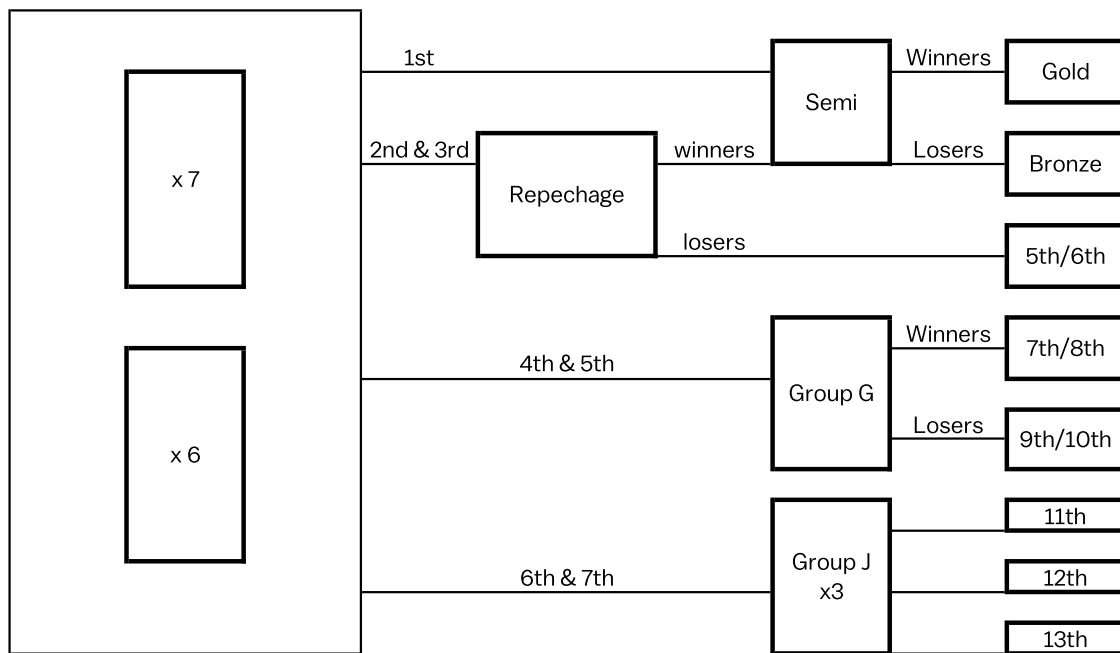 1st
Winners
Gold
Semi
x 7
2nd & 3rd
Repechage
winners
Losers
Bronze
losers
5th/6th
4th & 5th
Group G
Winners
7th/8th
Losers
9th/10th
x 6
6th & 7th
Group J
x3
11th
12th
13th